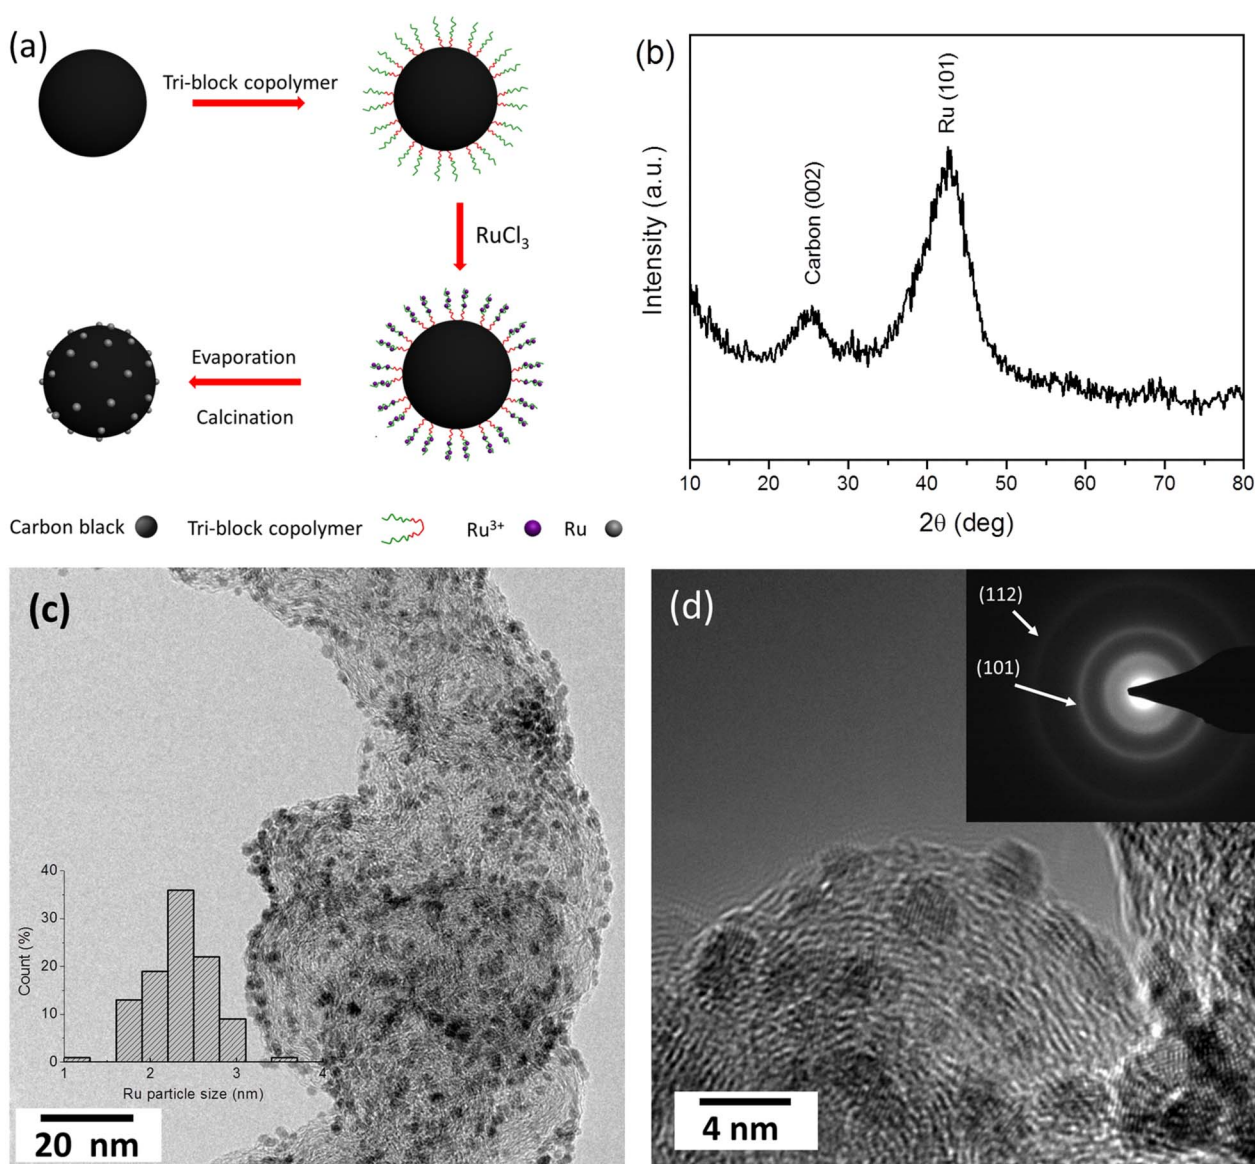 (a)
Tri-block copolymer
RuCl3
Evaporation
Calcination
Carbon black
Tri-block copolymer
Ru3+
Ru
(b)
Intensity (a.u.)
Carbon (002)
Ru (101)
10 20 30 40 50 60 70 80
2θ (deg)
(c)
Count (%)
40
30
20
10
0
1 2 3 4
Ru particle size (nm)
20 nm
(d)
(112)
(101)
4 nm